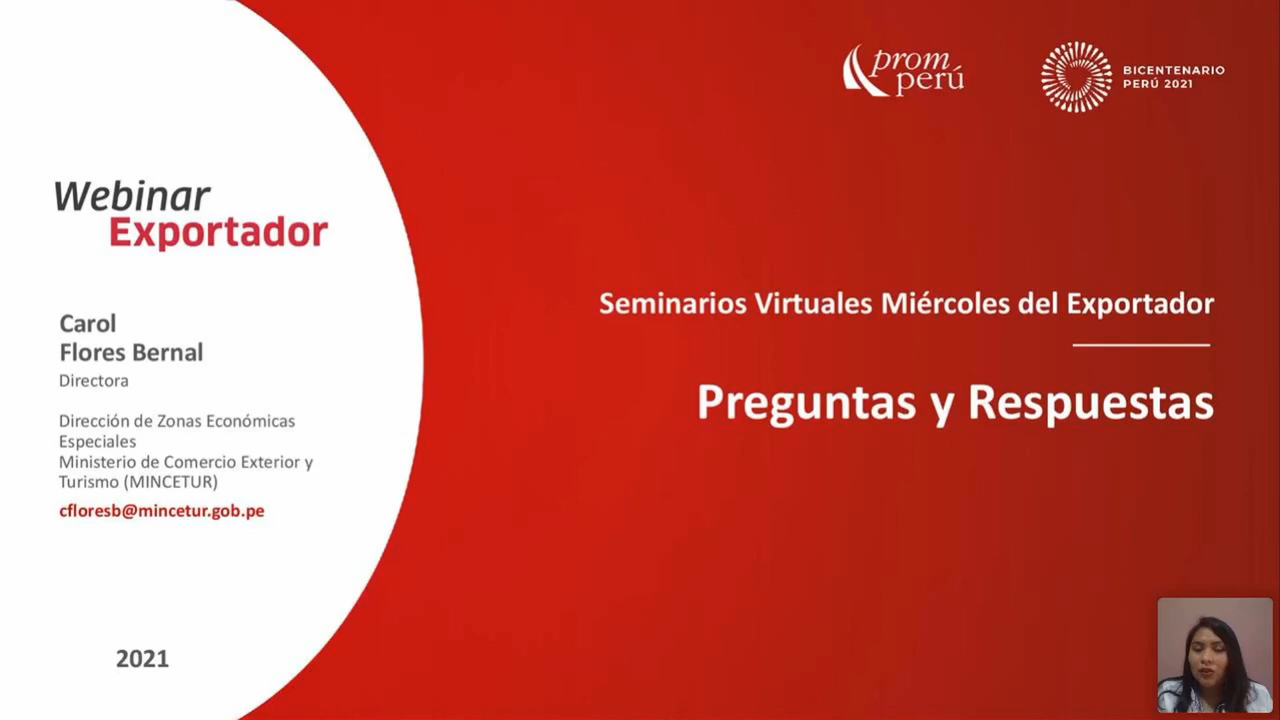 prom
perú
BICENTENARIO
PERÚ 2021
Webinar
Exportador
Carol
Flores Bernal
Directora
Dirección de Zonas Económicas
Especiales
Ministerio de Comercio Exterior y
Turismo (MINCETUR)
cfloresb@mincetur.gob.pe
2021
Seminarios Virtuales Miércoles del Exportador
Preguntas y Respuestas